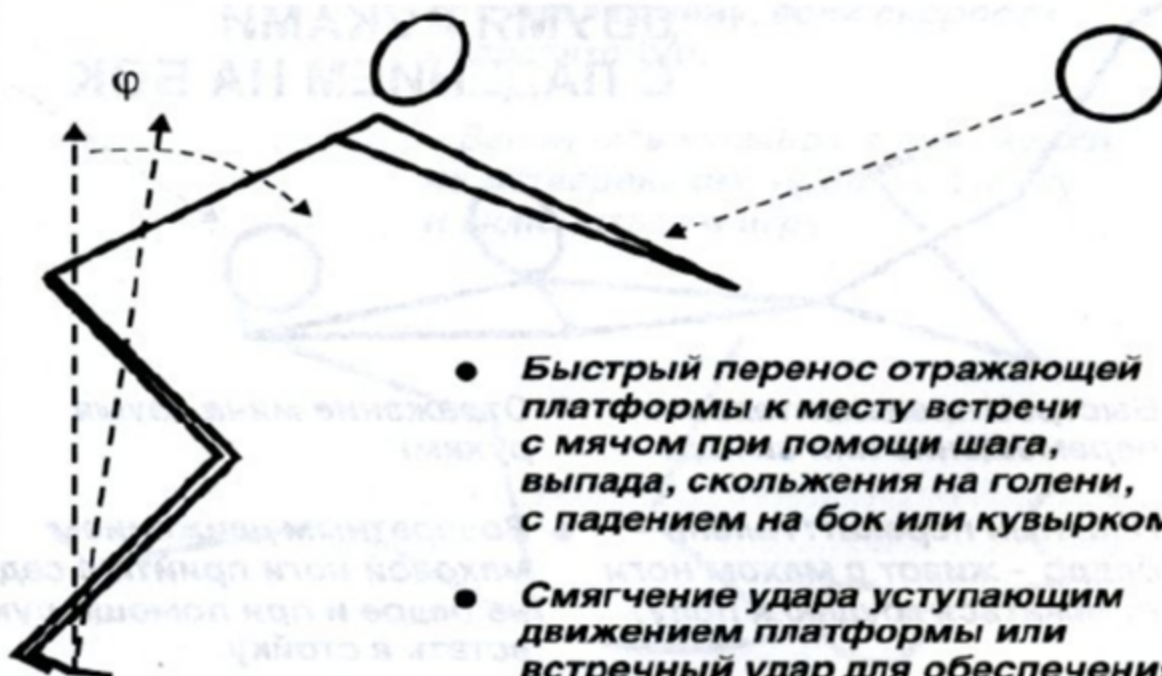 φ
• Быстрый перенос отражающей
платформы к месту встречи
с мячом при помощи шага,
выпада, скольжения на голени,
с падением на бок или кувырком
• Смягчение удара уступающим
движением платформы или
встречный удар для